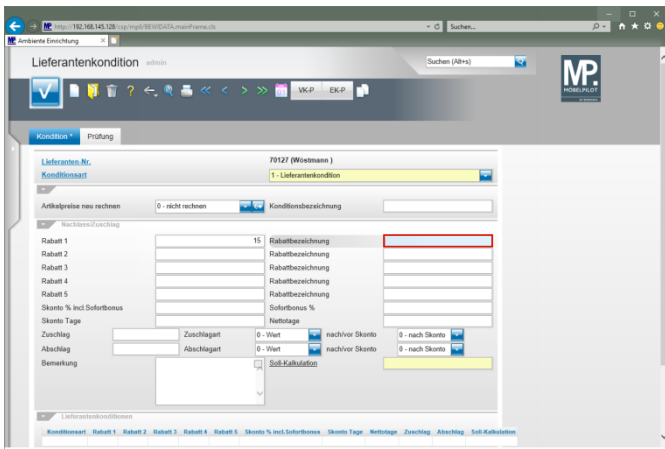 http://192.168.145.128/csp/mpli/BEWIDATA.mainFrame.cls
Suchen...
Ambiente Einrichtung
Lieferantenkondition admin
Suchen (Alt+s)
MP.
MÖBELPILOT
VK-P EK-P
Kondition * Prüfung
Lieferanten-Nr. 70127 (Wöstmann )
Konditionsart 1 - Lieferantenkondition
Artikelpreise neu rechnen 0 - nicht rechnen Konditionsbezeichnung
Nachlass/Zuschlag
Rabatt 1 15 Rabattbezeichnung
Rabatt 2 Rabattbezeichnung
Rabatt 3 Rabattbezeichnung
Rabatt 4 Rabattbezeichnung
Rabatt 5 Rabattbezeichnung
Skonto % incl.Sofortbonus Sofortbonus %
Skonto Tage Nettotage
Zuschlag Zuschlagart 0 - Wert nach/vor Skonto 0 - nach Skonto
Abschlag Abschlagart 0 - Wert nach/vor Skonto 0 - nach Skonto
Bemerkung Soll-Kalkulation
Lieferantenkonditionen
Konditionsart Rabatt 1 Rabatt 2 Rabatt 3 Rabatt 4 Rabatt 5 Skonto % incl.Sofortbonus Skonto Tage Nettotage Zuschlag Abschlag Soll-Kalkulation